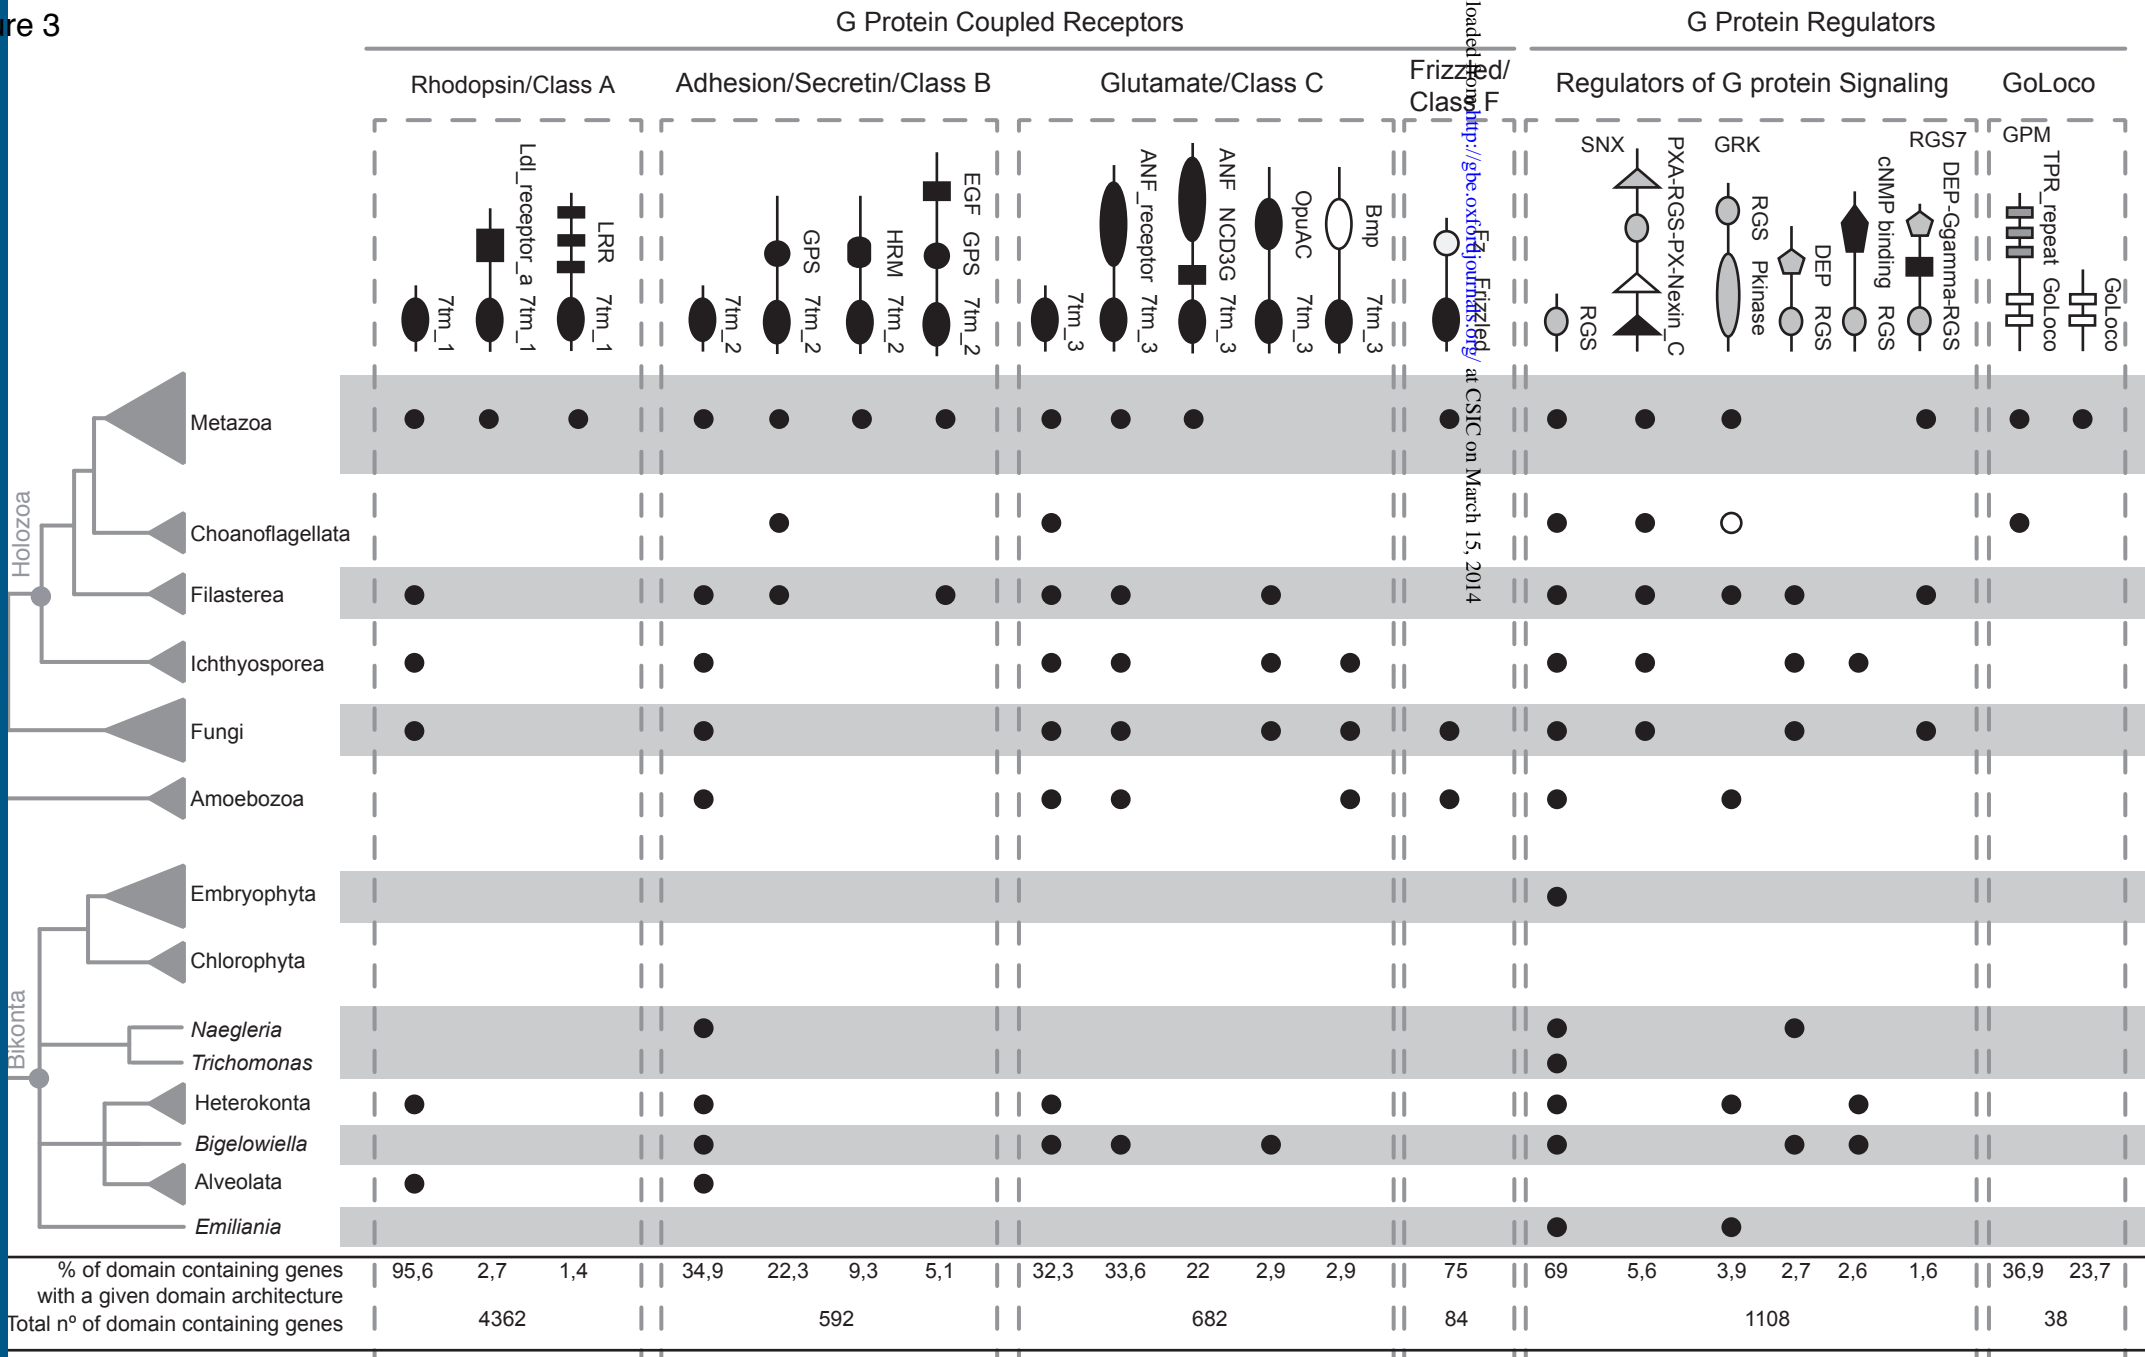 re 3
G Protein Coupled Receptors
G Protein Regulators
Rhodopsin/Class A
Adhesion/Secretin/Class B
Glutamate/Class C
Frizzled/
Class F
Regulators of G protein Signaling
GoLoco
7tm_1
Ldl_receptor_a 7tm_1
LRR 7tm_1
7tm_2
GPS 7tm_2
HRM 7tm_2
EGF GPS 7tm_2
7tm_3
ANF_receptor 7tm_3
ANF NCD3G 7tm_3
OpuAC 7tm_3
Bmp 7tm_3
Fz Frizzled
loaded from http://gbe.oxfordjournals.org/ at CSIC on March 15, 2014
RGS
SNX
PXA-RGS-PX-Nexin_C
GRK
RGS Pkinase
DEP RGS
cNMP binding RGS
RGS7
DEP-Ggamma-RGS
GPM
TPR_repeat GoLoco
GoLoco
Holozoa
Metazoa
Choanoflagellata
Filasterea
Ichthyosporea
Fungi
Amoebozoa
Bikonta
Embryophyta
Chlorophyta
Naegleria
Trichomonas
Heterokonta
Bigelowiella
Alveolata
Emiliania
% of domain containing genes 95,6 2,7 1,4 34,9 22,3 9,3 5,1 32,3 33,6 22 2,9 2,9 75 69 5,6 3,9 2,7 2,6 1,6 36,9 23,7
with a given domain architecture
Total nº of domain containing genes 4362 592 682 84 1108 38